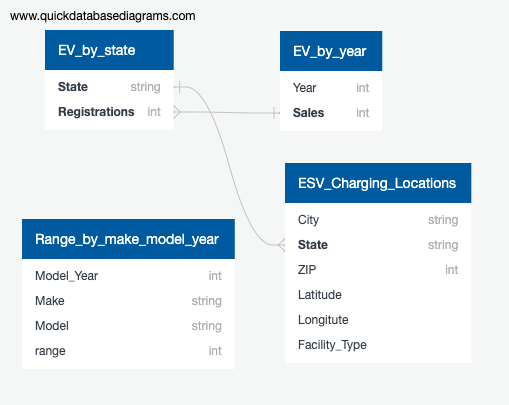 www.quickdatabasediagrams.com
EV_by_state
State string
Registrations int
EV_by_year
Year int
Sales int
ESV_Charging_Locations
City string
State string
ZIP int
Latitude
Longitute
Facility_Type
Range_by_make_model_year
Model_Year int
Make string
Model string
range int